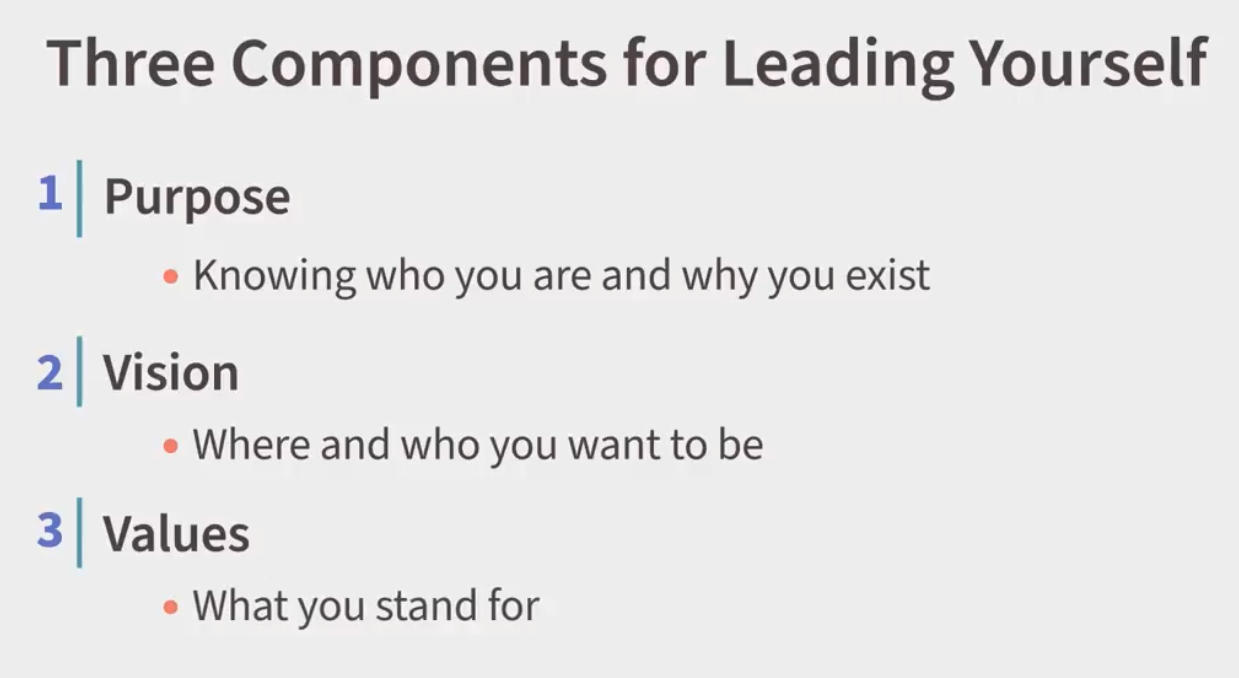 Three Components for Leading Yourself
1 Purpose
• Knowing who you are and why you exist
2 Vision
• Where and who you want to be
3 Values
• What you stand for